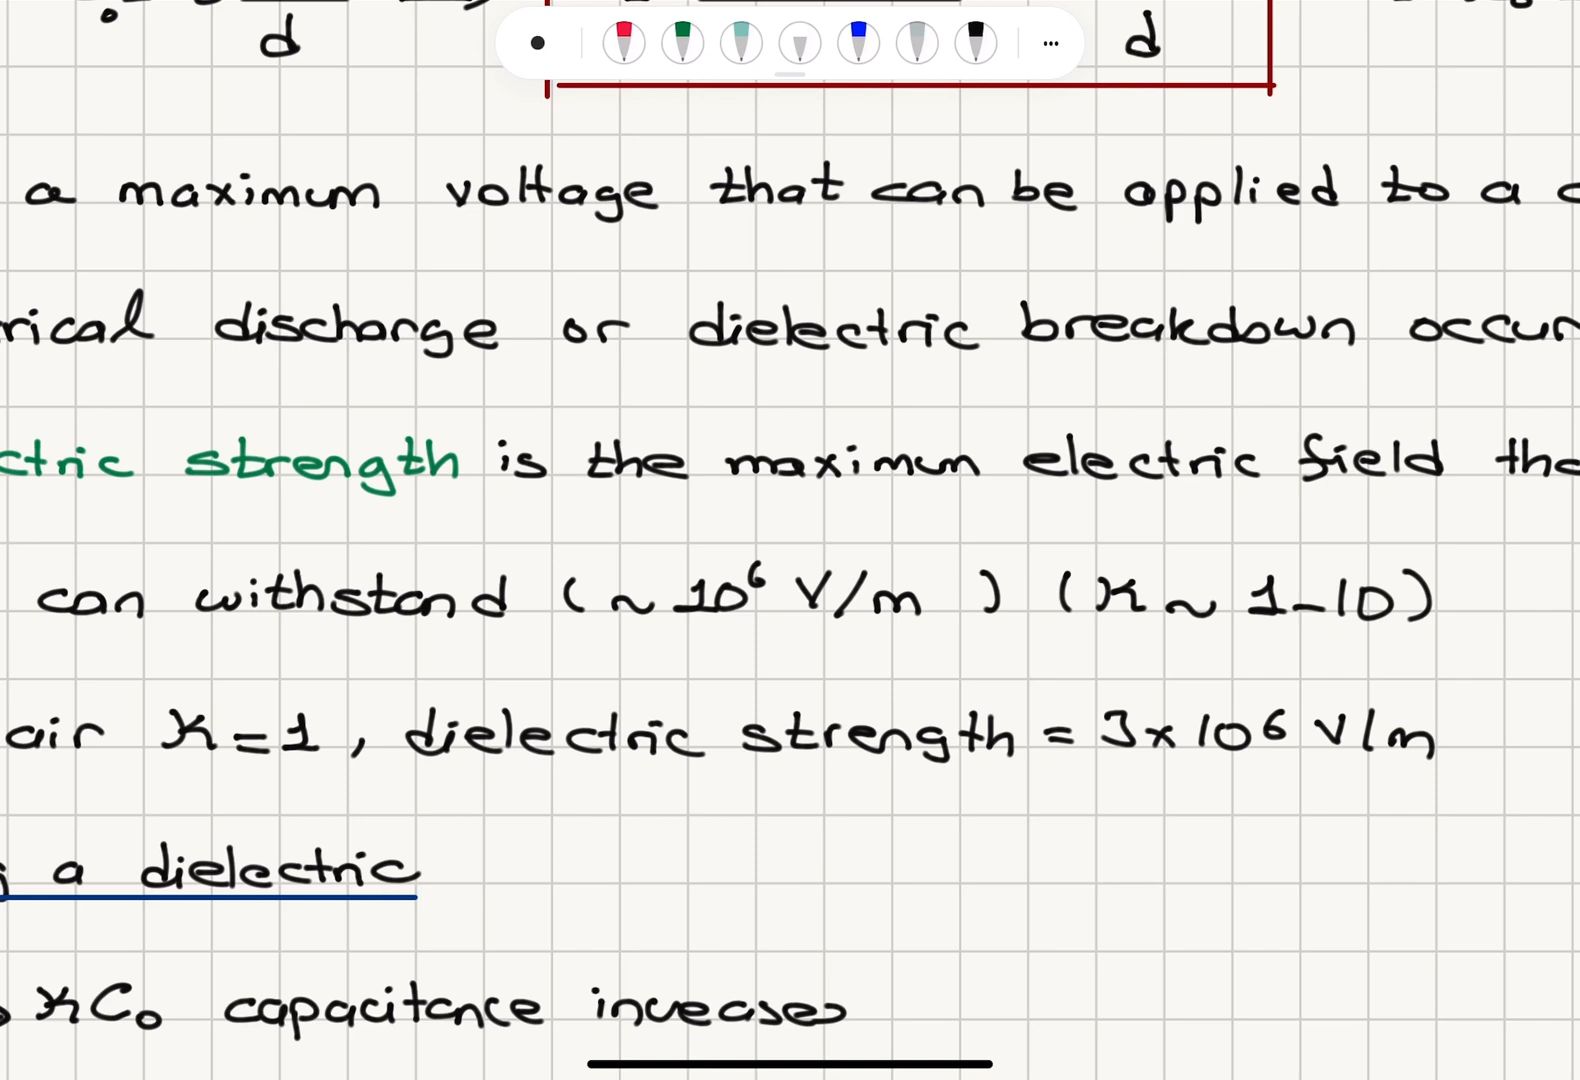 d d
a maximum voltage that can be applied to a c
rical discharge or dielectric breakdown occur
ctric strength is the maximum electric field tha
can withstand (~10⁶ V/m ) (ϰ ~ 1-10)
air ϰ=1, dielectric strength = 3x10⁶ V/m
a dielectric
ϰC₀ capacitance increases